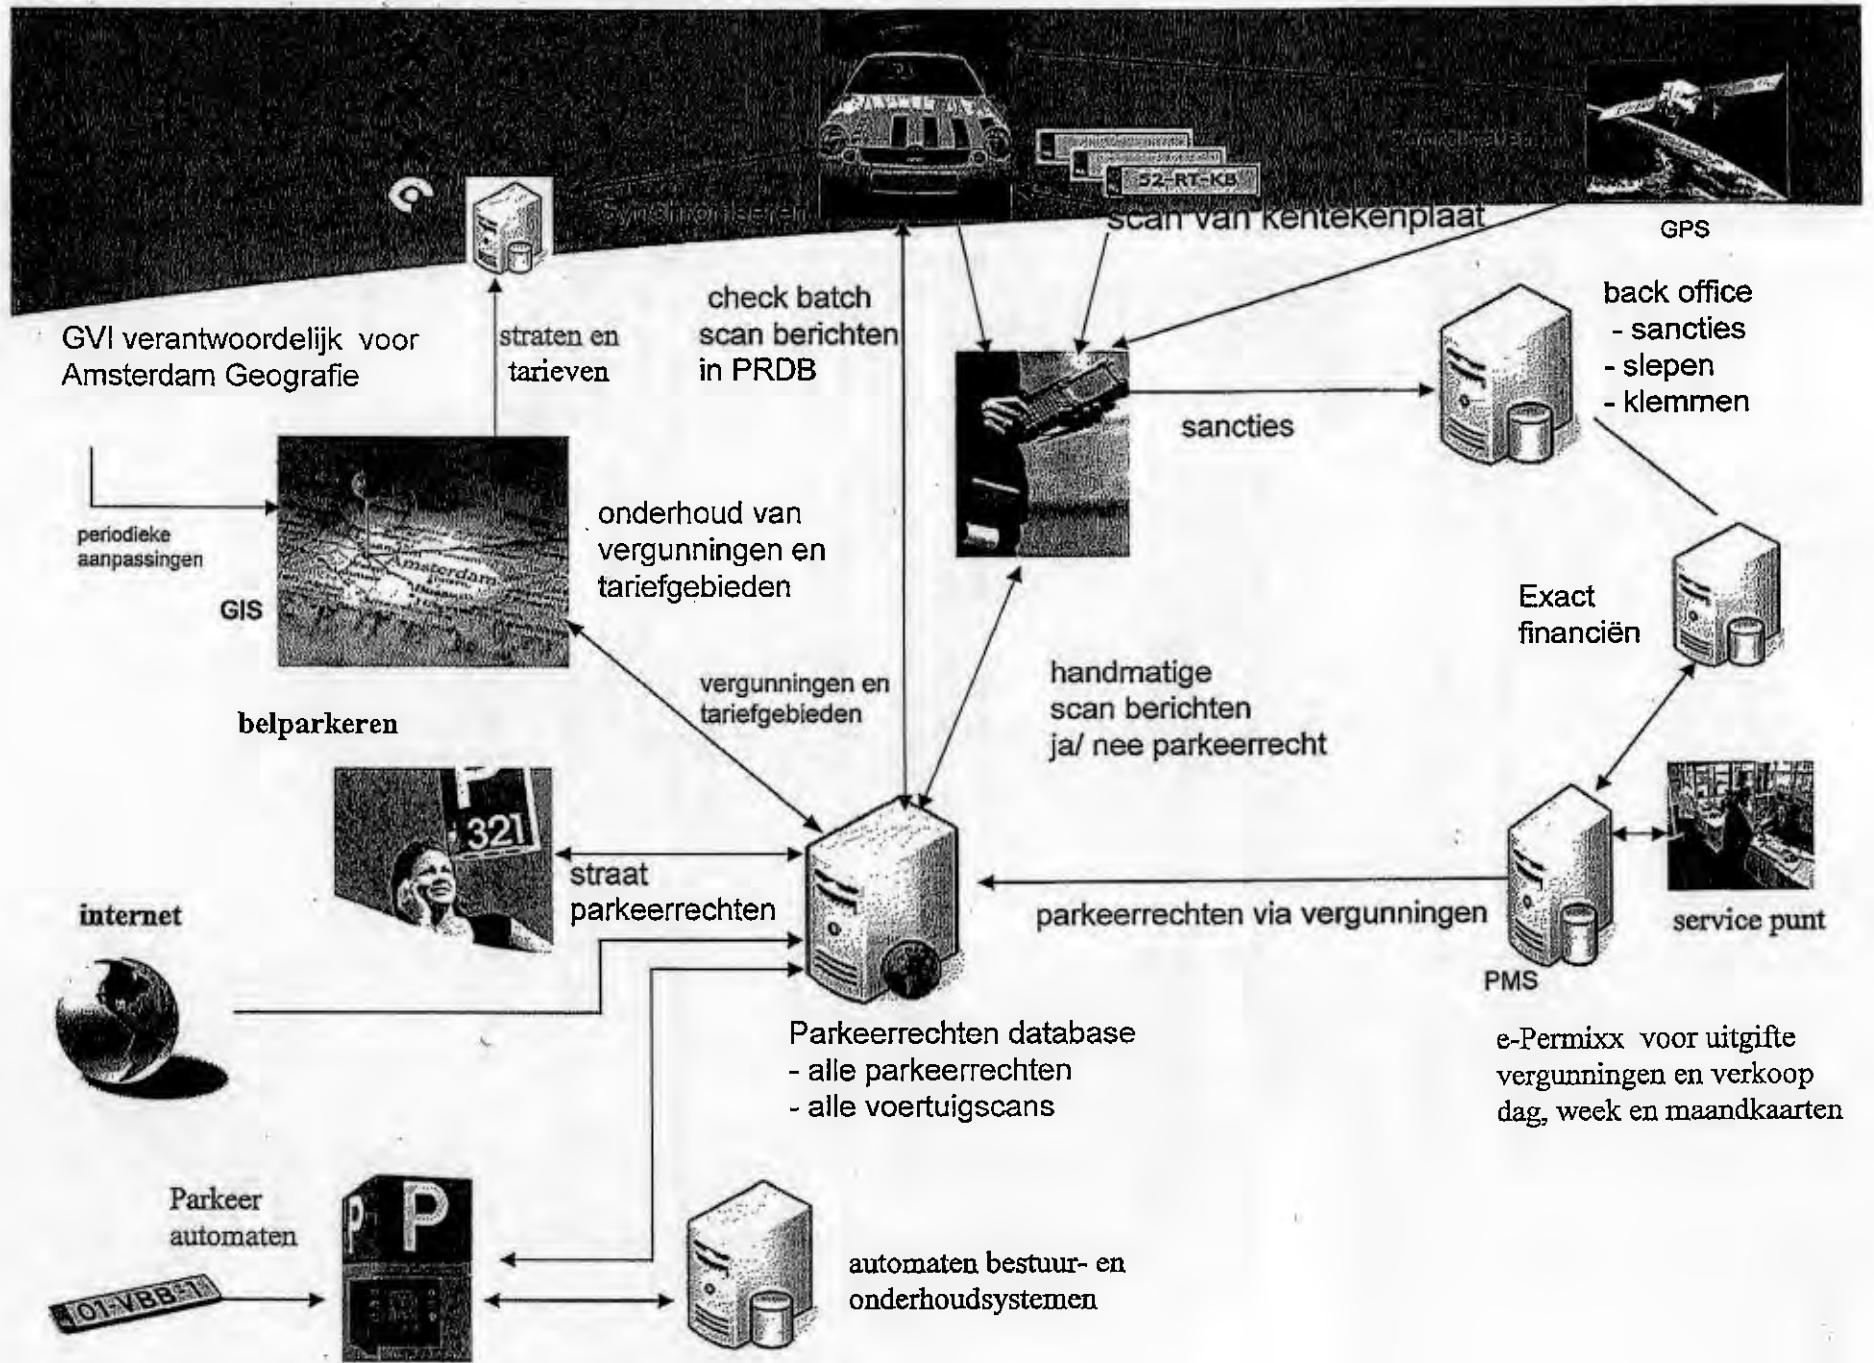 52-RT-KB
Synchroniseren
scan van kentekenplaat
GPS
GVI verantwoordelijk voor
Amsterdam Geografie
straten en
tarieven
check batch
scan berichten
in PRDB
back office
- sancties
- slepen
- klemmen
sancties
periodieke
aanpassingen
GIS
Amsterdam
onderhoud van
vergunningen en
tariefgebieden
Exact
financiën
vergunningen en
tariefgebieden
handmatige
scan berichten
ja/ nee parkeerrecht
belparkeren
P
321
straat
parkeerrechten
internet
parkeerrechten via vergunningen
service punt
PMS
Parkeerrechten database
- alle parkeerrechten
- alle voertuigscans
e-Permixx voor uitgifte
vergunningen en verkoop
dag, week en maandkaarten
Parkeer
automaten
P P
01-VBB-1
automaten bestuur- en
onderhoudsystemen